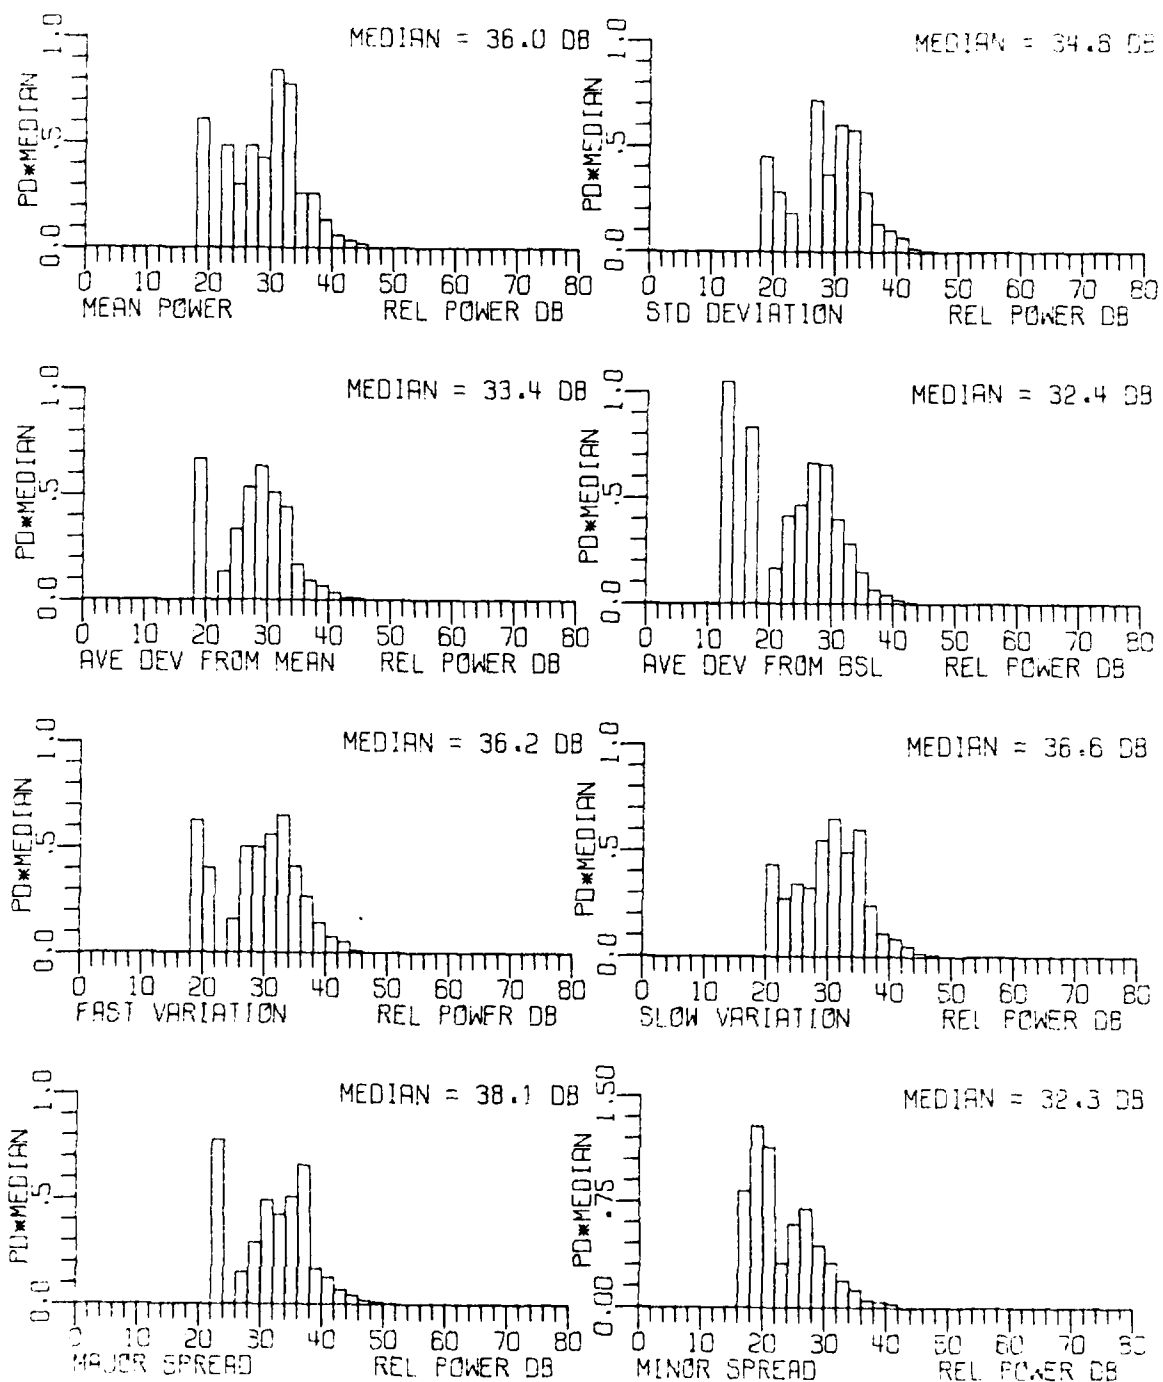 MEDIAN = 36.0 DB
PD*MEDIAN
0.0 .5 1.0
0 10 20 30 40 50 60 70 80
MEAN POWER REL POWER DB
MEDIAN = 34.6 DB
PD*MEDIAN
0.0 .5 1.0
0 10 20 30 40 50 60 70 80
STD DEVIATION REL POWER DB
MEDIAN = 33.4 DB
PD*MEDIAN
0.0 .5 1.0
0 10 20 30 40 50 60 70 80
AVE DEV FROM MEAN REL POWER DB
MEDIAN = 32.4 DB
PD*MEDIAN
0.0 .5 1.0
0 10 20 30 40 50 60 70 80
AVE DEV FROM BSL REL POWER DB
MEDIAN = 36.2 DB
PD*MEDIAN
0.0 .5 1.0
0 10 20 30 40 50 60 70 80
FAST VARIATION REL POWER DB
MEDIAN = 36.6 DB
PD*MEDIAN
0.0 .5 1.0
0 10 20 30 40 50 60 70 80
SLOW VARIATION REL POWER DB
MEDIAN = 38.1 DB
PD*MEDIAN
0.0 .5 1.0
0 10 20 30 40 50 60 70 80
MAJOR SPREAD REL POWER DB
MEDIAN = 32.3 DB
PD*MEDIAN
0.00 .75 1.50
0 10 20 30 40 50 60 70 80
MINOR SPREAD REL POWER DB